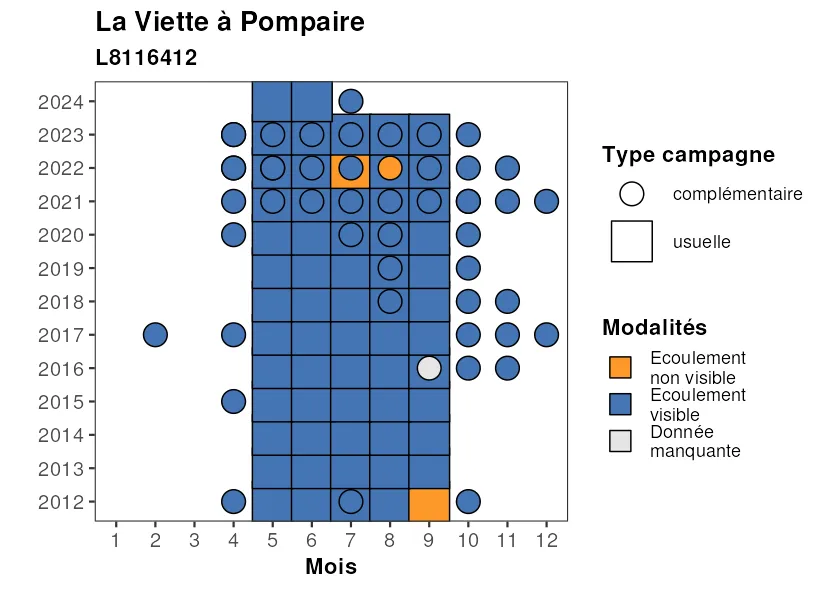 La Viette à Pompaire
L8116412
2024
2023
2022
2021
2020
2019
2018
2017
2016
2015
2014
2013
2012
1 2 3 4 5 6 7 8 9 10 11 12
Mois
Type campagne
complémentaire
usuelle
Modalités
Ecoulement
non visible
Ecoulement
visible
Donnée
manquante